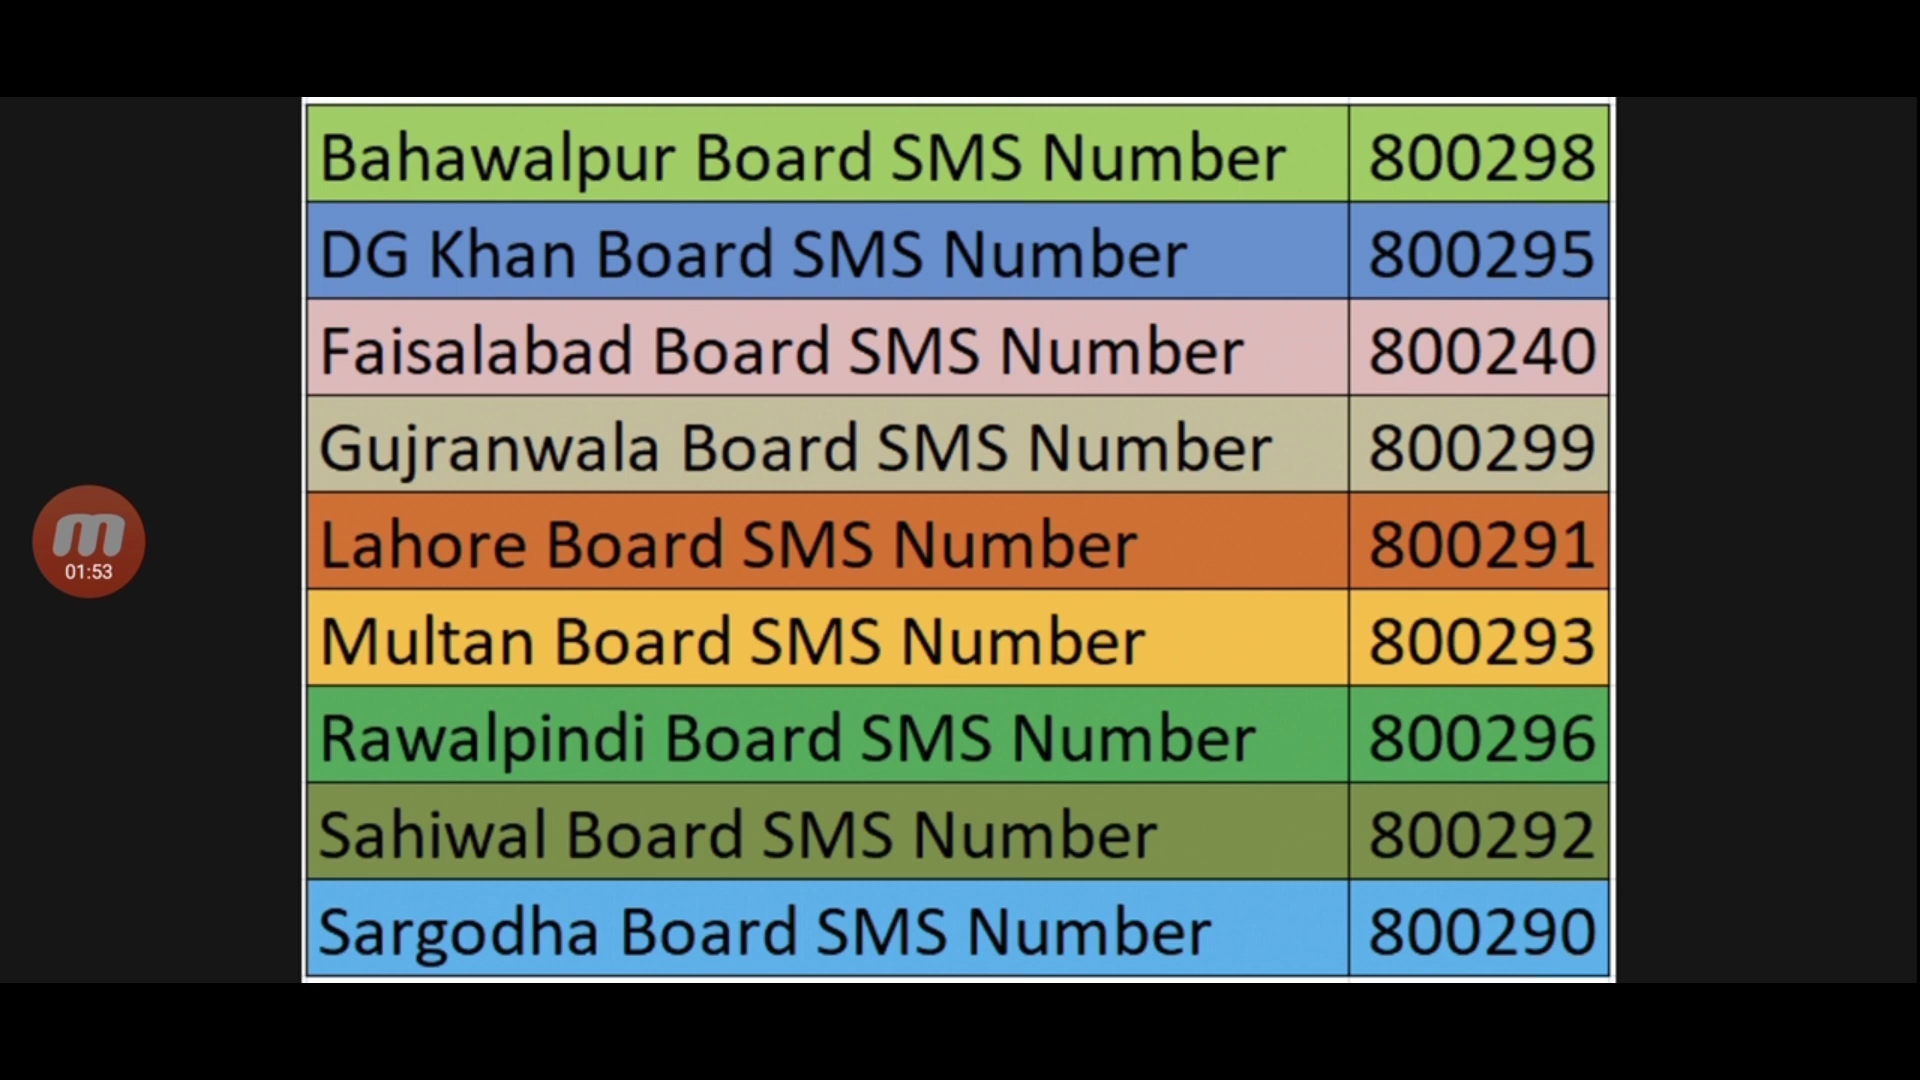 Bahawalpur Board SMS Number 800298
DG Khan Board SMS Number 800295
Faisalabad Board SMS Number 800240
Gujranwala Board SMS Number 800299
Lahore Board SMS Number 800291
Multan Board SMS Number 800293
Rawalpindi Board SMS Number 800296
Sahiwal Board SMS Number 800292
Sargodha Board SMS Number 800290
m
01:53